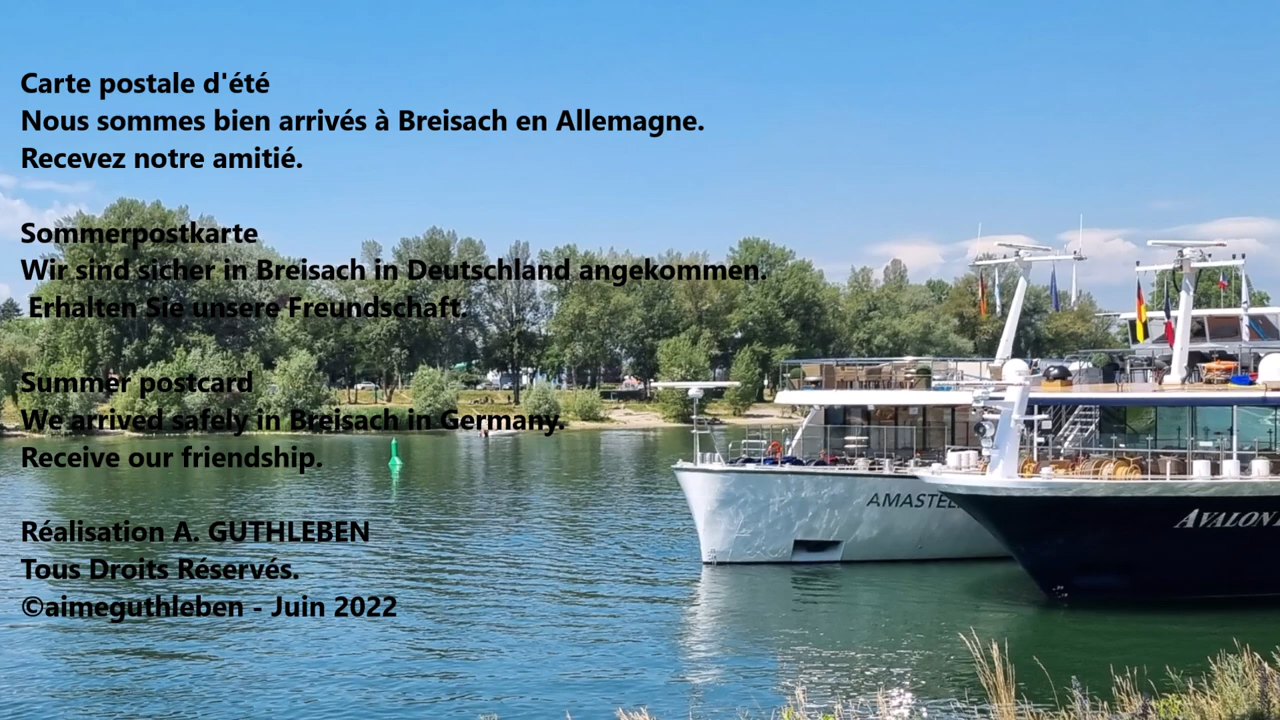 Carte postale d'été
Nous sommes bien arrivés à Breisach en Allemagne.
Recevez notre amitié.
Sommerpostkarte
Wir sind sicher in Breisach in Deutschland angekommen.
Erhalten Sie unsere Freundschaft.
Summer postcard
We arrived safely in Breisach in Germany.
Receive our friendship.
Réalisation A. GUTHLEBEN
Tous Droits Réservés.
©aimeguthleben - Juin 2022
AVALON